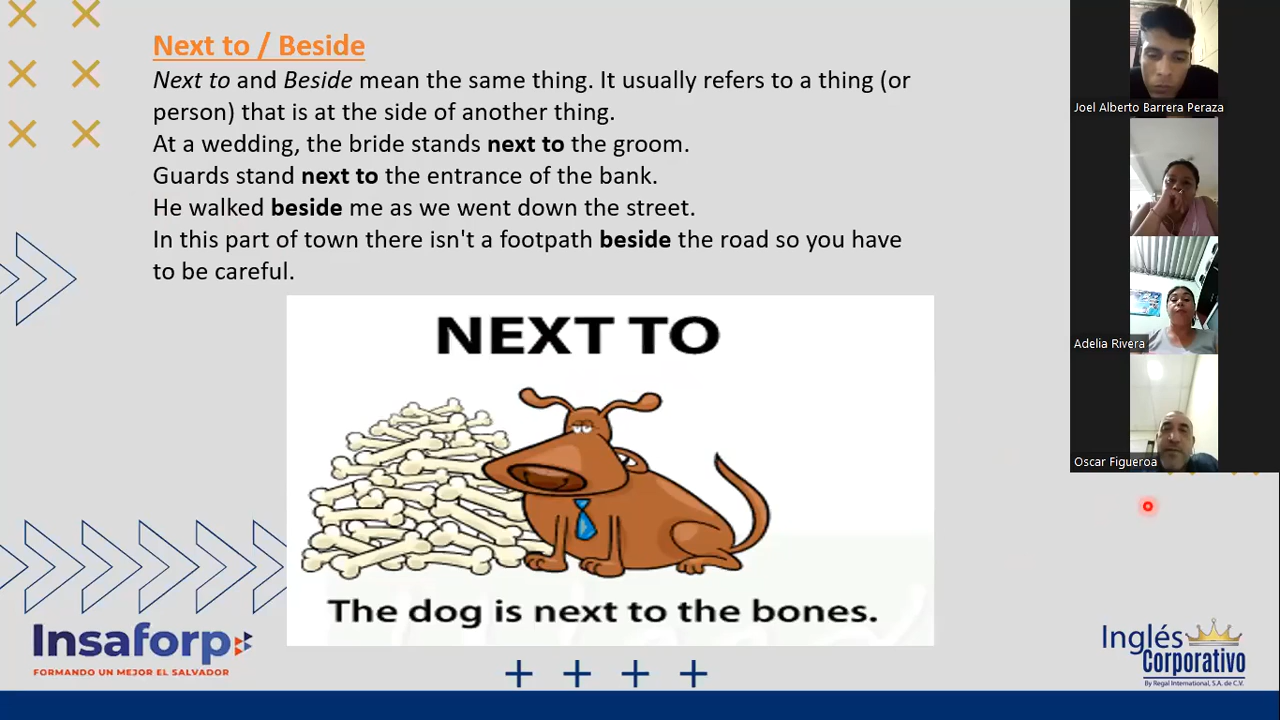 Next to / Beside
Next to and Beside mean the same thing. It usually refers to a thing (or
person) that is at the side of another thing.
At a wedding, the bride stands next to the groom.
Guards stand next to the entrance of the bank.
He walked beside me as we went down the street.
In this part of town there isn't a footpath beside the road so you have
to be careful.
NEXT TO
The dog is next to the bones.
Insaforp
FORMANDO UN MEJOR EL SALVADOR
Inglés
Corporativo
By Regal International, S.A. de C.V.
Joel Alberto Barrera Peraza
Adelia Rivera
Oscar Figueroa